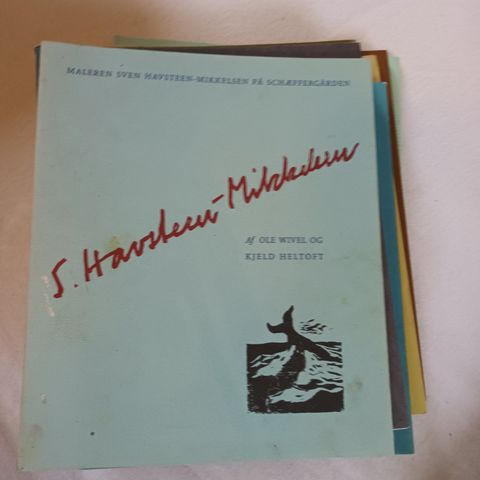 MALEREN SVEN HAVSTEEN-MIKKELSEN PÅ SCHÆFFERGÅRDEN
S. Havsteen-Mikkelsen
Af OLE WIVEL OG
KJELD HELTOFT